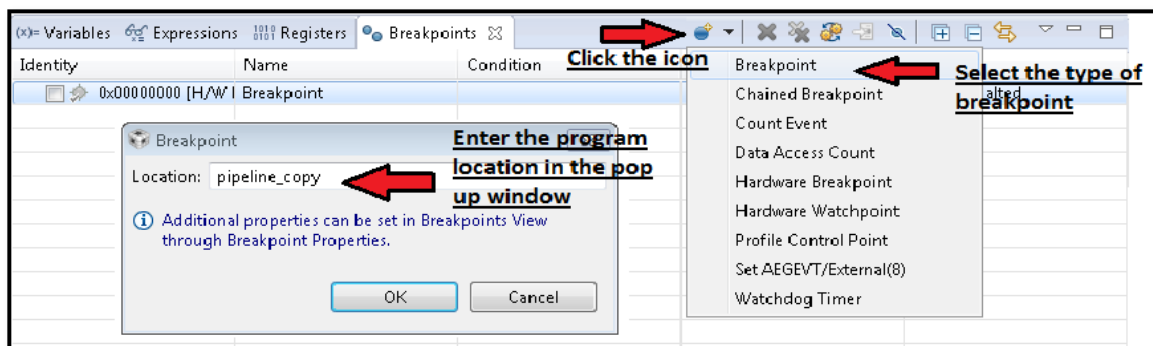 (x)= Variables Expressions 1010 0101 Registers Breakpoints
Identity Name Condition
Click the icon
0x00000000 [H/W Breakpoint
alted
Breakpoint
Location: pipeline_copy
Additional properties can be set in Breakpoints View
through Breakpoint Properties.
OK Cancel
Enter the program
location in the pop
up window
Breakpoint
Chained Breakpoint
Count Event
Data Access Count
Hardware Breakpoint
Hardware Watchpoint
Profile Control Point
Set AEGEVT/External(8)
Watchdog Timer
Select the type of
breakpoint